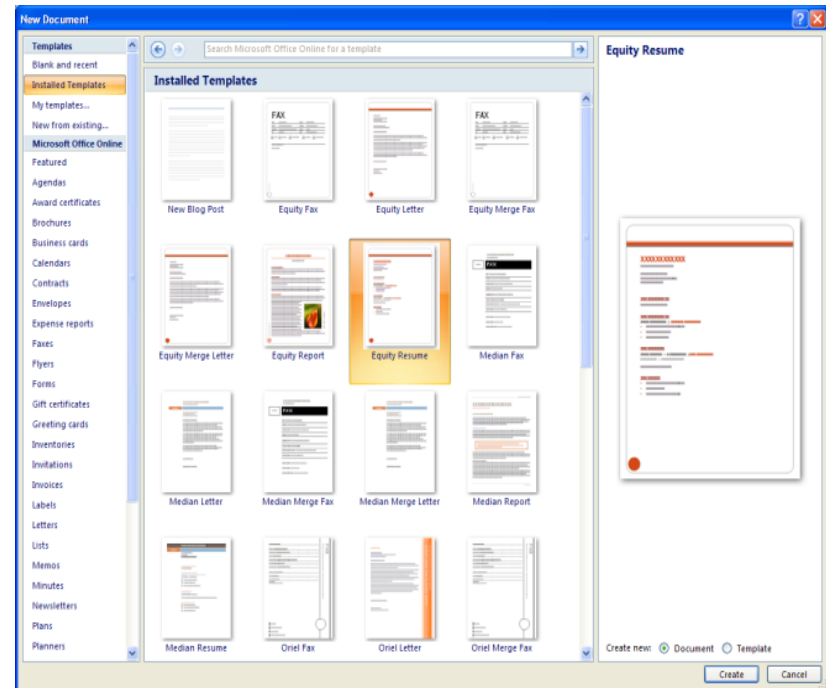 New Document
Templates
Blank and recent
Installed Templates
My templates...
New from existing...
Microsoft Office Online
Featured
Agendas
Award certificates
Brochures
Business cards
Calendars
Contracts
Envelopes
Expense reports
Faxes
Flyers
Forms
Gift certificates
Greeting cards
Inventories
Invitations
Invoices
Labels
Letters
Lists
Memos
Minutes
Newsletters
Plans
Planners
Search Microsoft Office Online for a template
Installed Templates
FAX
FAX
New Blog Post Equity Fax Equity Letter Equity Merge Fax
FAX
Equity Merge Letter Equity Report Equity Resume Median Fax
FAX
Median Letter Median Merge Fax Median Merge Letter Median Report
Median Resume Oriel Fax Oriel Letter Oriel Merge Fax
Equity Resume
Create new: Document Template
Create Cancel